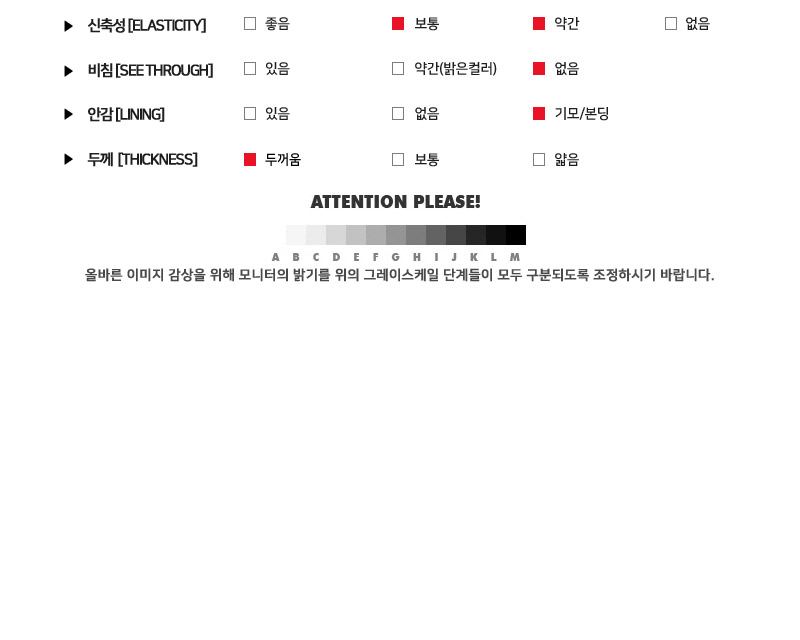 ▶ 신축성 [ELASTICITY] □ 좋음 ■ 보통 ■ 약간 □ 없음
▶ 비침 [SEE THROUGH] □ 있음 □ 약간(밝은컬러) ■ 없음
▶ 안감 [LINING] □ 있음 □ 없음 ■ 기모/본딩
▶ 두께 [THICKNESS] ■ 두꺼움 □ 보통 □ 얇음
ATTENTION PLEASE!
A B C D E F G H I J K L M
올바른 이미지 감상을 위해 모니터의 밝기를 위의 그레이스케일 단계들이 모두 구분되도록 조정하시기 바랍니다.